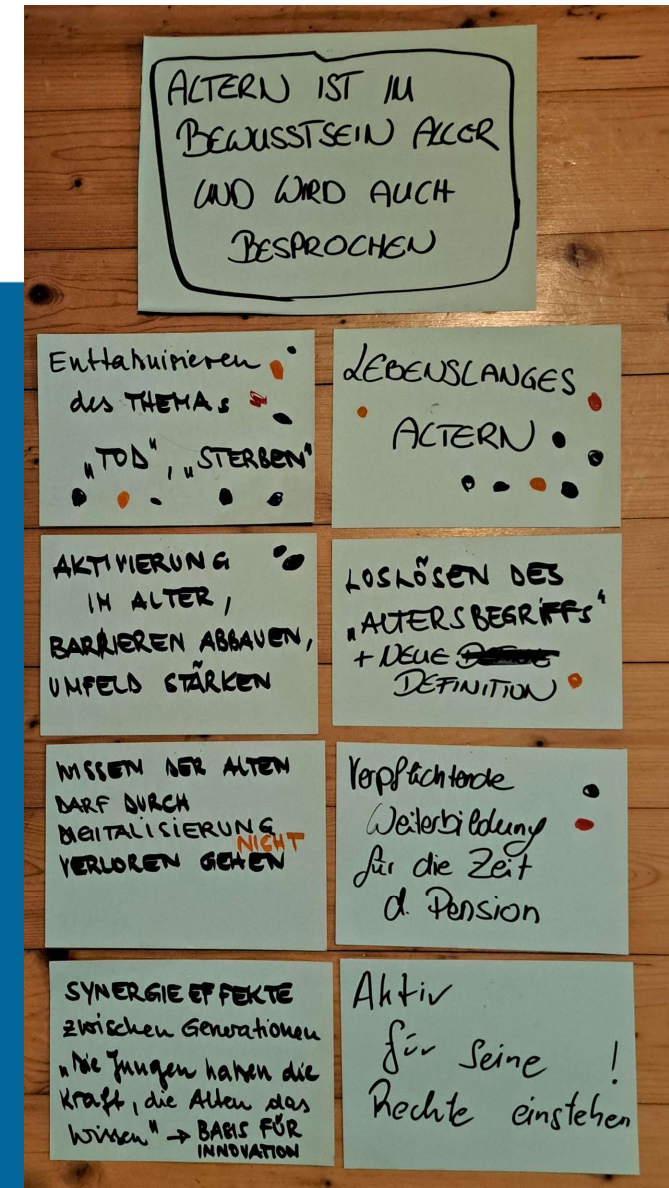 ALTERN IST IM
BEWUSSTSEIN ALLER
UND WIRD AUCH
BESPROCHEN
Enttabuisieren
des THEMAs
„TOD“, „STERBEN“
LEBENSLANGES
ALTERN
AKTIVIERUNG
IM ALTER,
BARRIEREN ABBAUEN,
UMFELD STÄRKEN
LOSLÖSEN DES
„ALTERSBEGRIFFS“
+ NEUE
DEFINITION
WISSEN DER ALTEN
DARF DURCH
DIGITALISIERUNG
NICHT
VERLOREN GEHEN
Verpflichtende
Weiterbildung
für die Zeit
d. Pension
SYNERGIEEFFEKTE
zwischen Generationen
„Die Jungen haben die
Kraft, die Alten das
Wissen“ → BASIS FÜR
INNOVATION
Aktiv
für seine
Rechte einstehen!